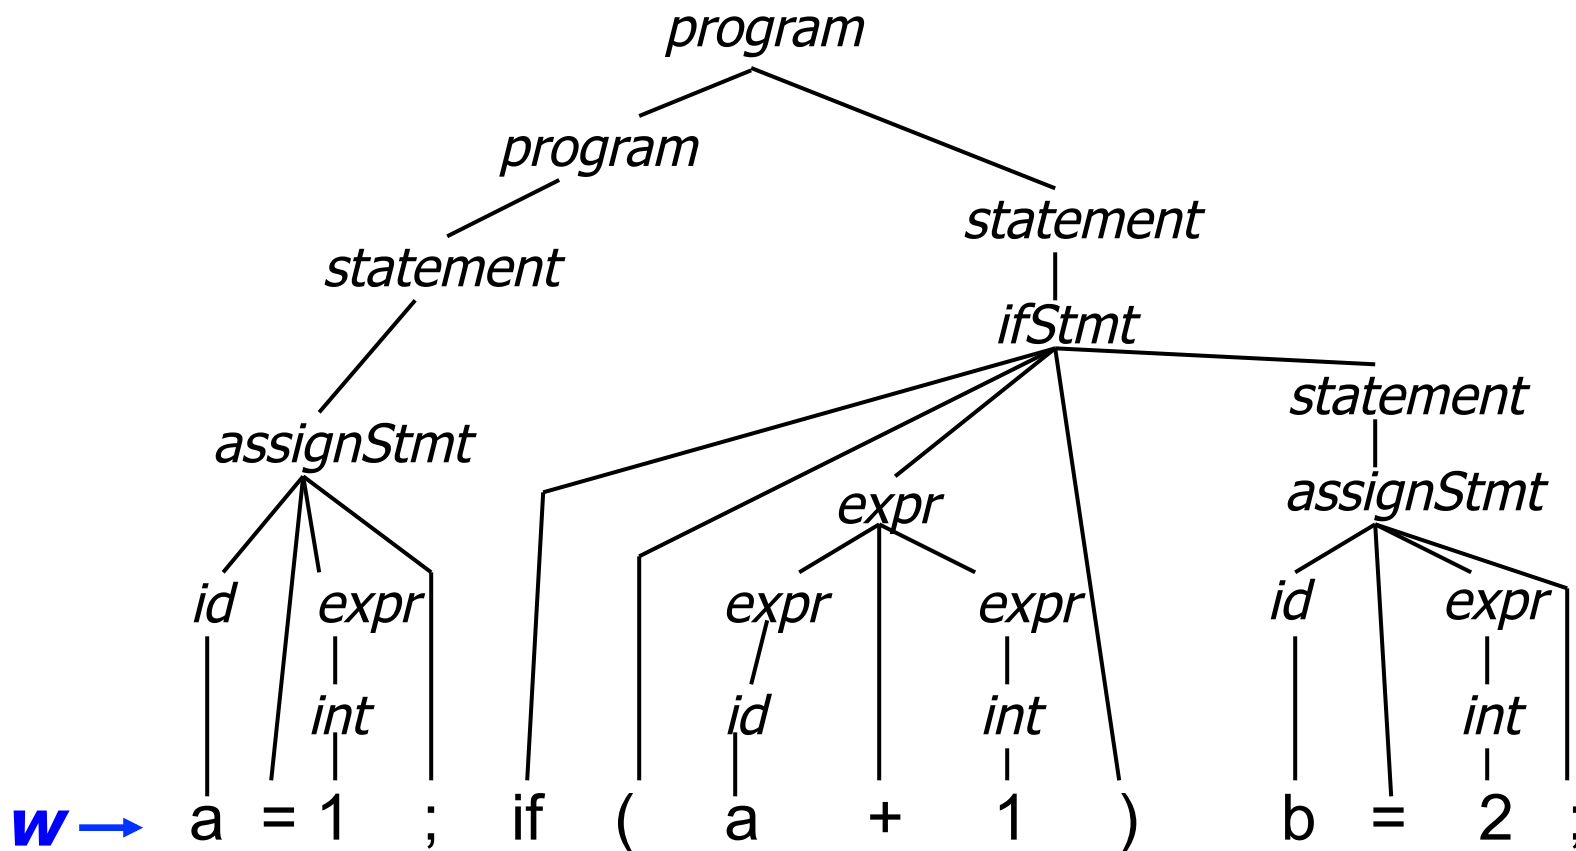 program
program
statement
statement
ifStmt
statement
assignStmt
expr
assignStmt
id expr expr expr id expr
int id int int
w a = 1 ; if ( a + 1 ) b = 2 ;